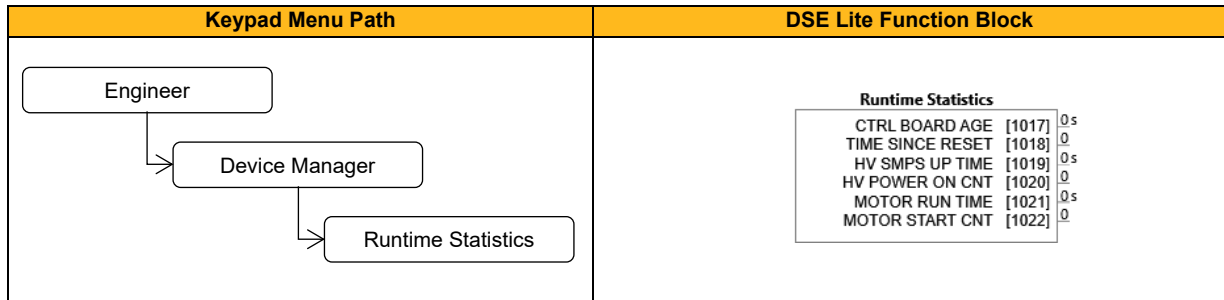 Keypad Menu Path
DSE Lite Function Block
Engineer
Device Manager
Runtime Statistics
Runtime Statistics
CTRL BOARD AGE [1017] 0 s
TIME SINCE RESET [1018] 0
HV SMPS UP TIME [1019] 0 s
HV POWER ON CNT [1020] 0
MOTOR RUN TIME [1021] 0 s
MOTOR START CNT [1022] 0